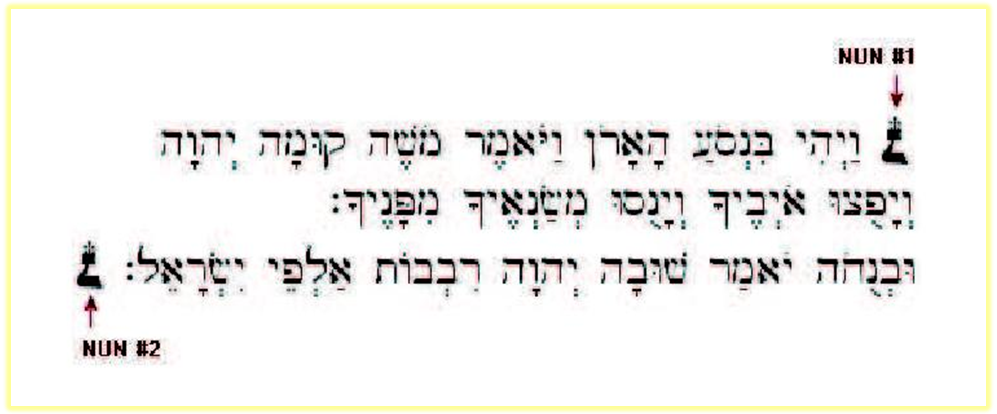 NUN #1
׆ וַיְהִי בִּנְסֹעַ הָאָרֹן וַיֹּאמֶר מֹשֶׁה קוּמָה יְהוָה
וְיָפֻצוּ אֹיְבֶיךָ וְיָנֻסוּ מְשַׂנְאֶיךָ מִפָּנֶיךָ:
וּבְנֻחֹה יֹאמַר שׁוּבָה יְהוָה רִבְבוֹת אַלְפֵי יִשְׂרָאֵל: ׆
NUN #2